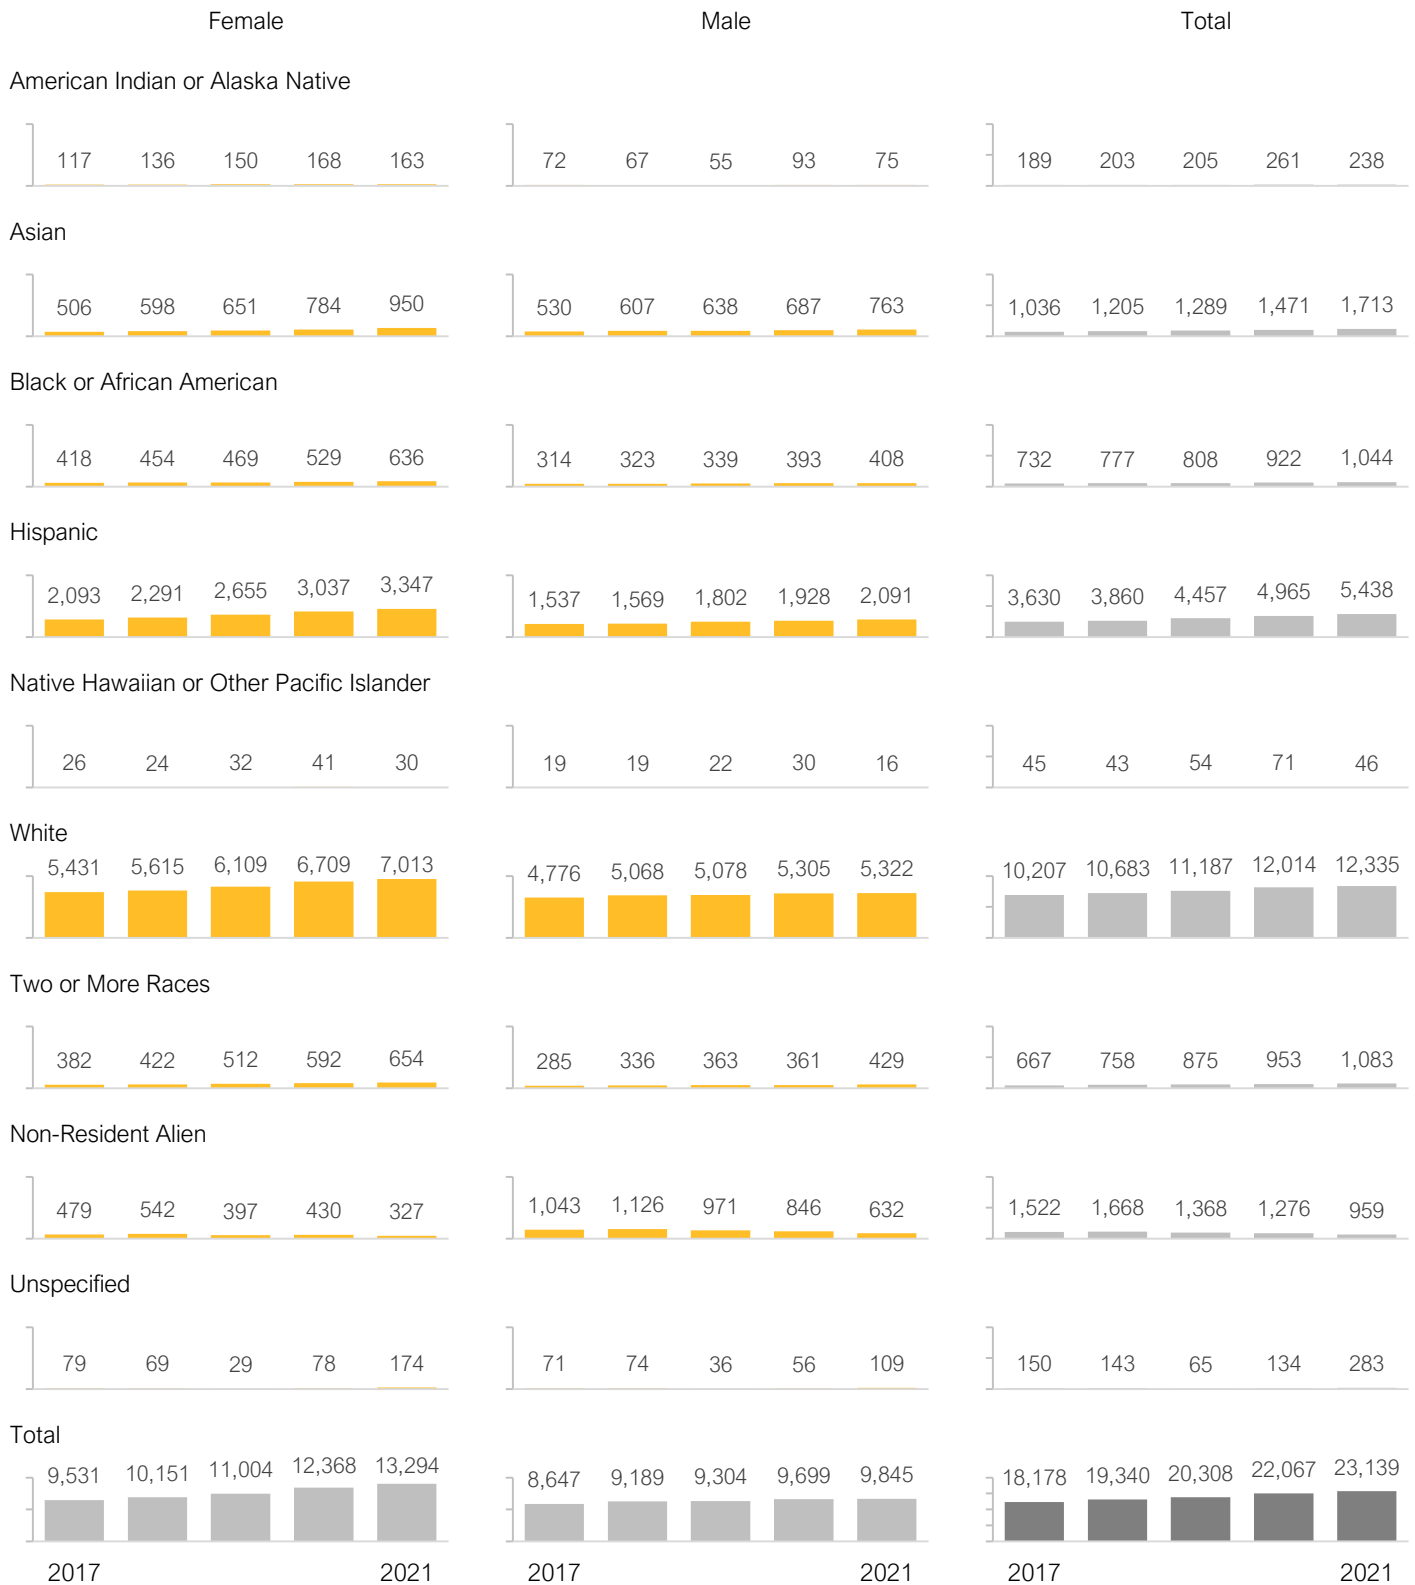 Female Male Total
American Indian or Alaska Native
117 136 150 168 163 72 67 55 93 75 189 203 205 261 238
Asian
506 598 651 784 950 530 607 638 687 763 1,036 1,205 1,289 1,471 1,713
Black or African American
418 454 469 529 636 314 323 339 393 408 732 777 808 922 1,044
Hispanic
2,093 2,291 2,655 3,037 3,347 1,537 1,569 1,802 1,928 2,091 3,630 3,860 4,457 4,965 5,438
Native Hawaiian or Other Pacific Islander
26 24 32 41 30 19 19 22 30 16 45 43 54 71 46
White
5,431 5,615 6,109 6,709 7,013 4,776 5,068 5,078 5,305 5,322 10,207 10,683 11,187 12,014 12,335
Two or More Races
382 422 512 592 654 285 336 363 361 429 667 758 875 953 1,083
Non-Resident Alien
479 542 397 430 327 1,043 1,126 971 846 632 1,522 1,668 1,368 1,276 959
Unspecified
79 69 29 78 174 71 74 36 56 109 150 143 65 134 283
Total
9,531 10,151 11,004 12,368 13,294 8,647 9,189 9,304 9,699 9,845 18,178 19,340 20,308 22,067 23,139
2017 2021 2017 2021 2017 2021